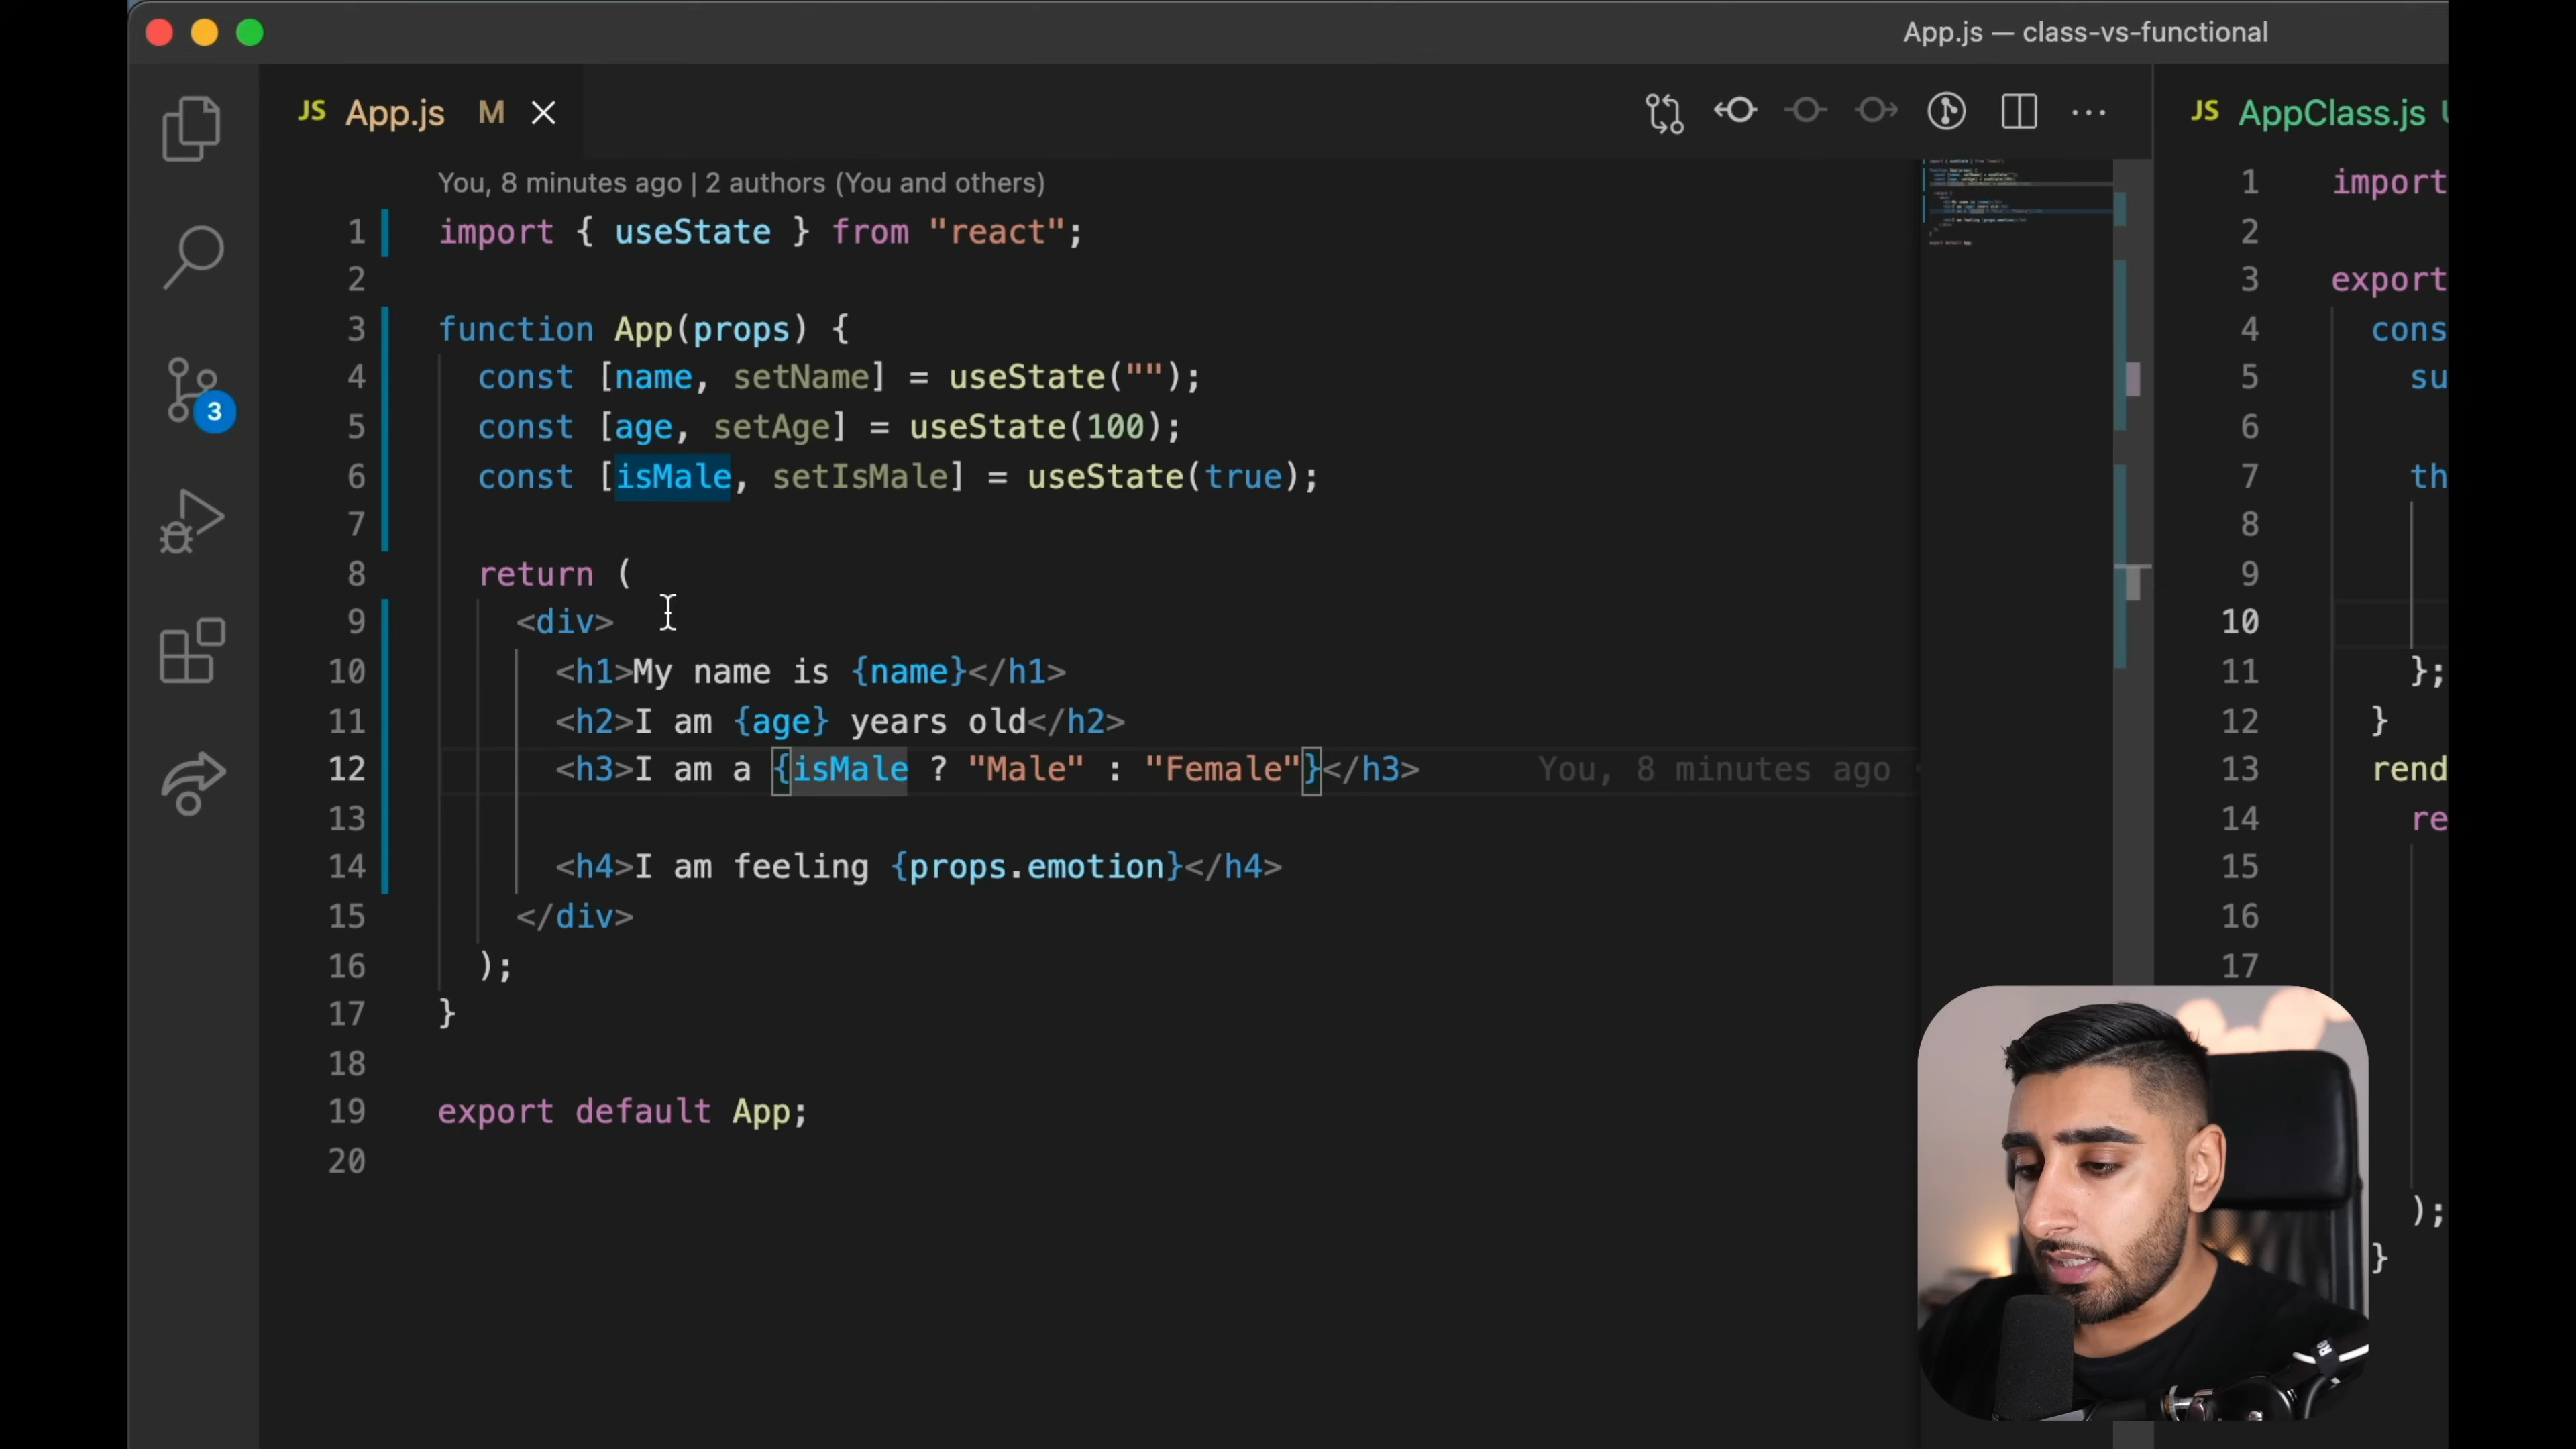 App.js — class-vs-functional
JS App.js M
JS AppClass.js
You, 8 minutes ago | 2 authors (You and others)
1 import { useState } from "react";
2
3 function App(props) {
4 const [name, setName] = useState("");
5 const [age, setAge] = useState(100);
6 const [isMale, setIsMale] = useState(true);
7
8 return (
9 <div>
10 <h1>My name is {name}</h1>
11 <h2>I am {age} years old</h2>
12 <h3>I am a {isMale ? "Male" : "Female"}</h3> You, 8 minutes ago
13
14 <h4>I am feeling {props.emotion}</h4>
15 </div>
16 );
17 }
18
19 export default App;
20
3
1 import
2
3 export
4 cons
5 su
6
7 th
8
9
10
11 };
12 }
13 rend
14 re
15
16
17
);
}